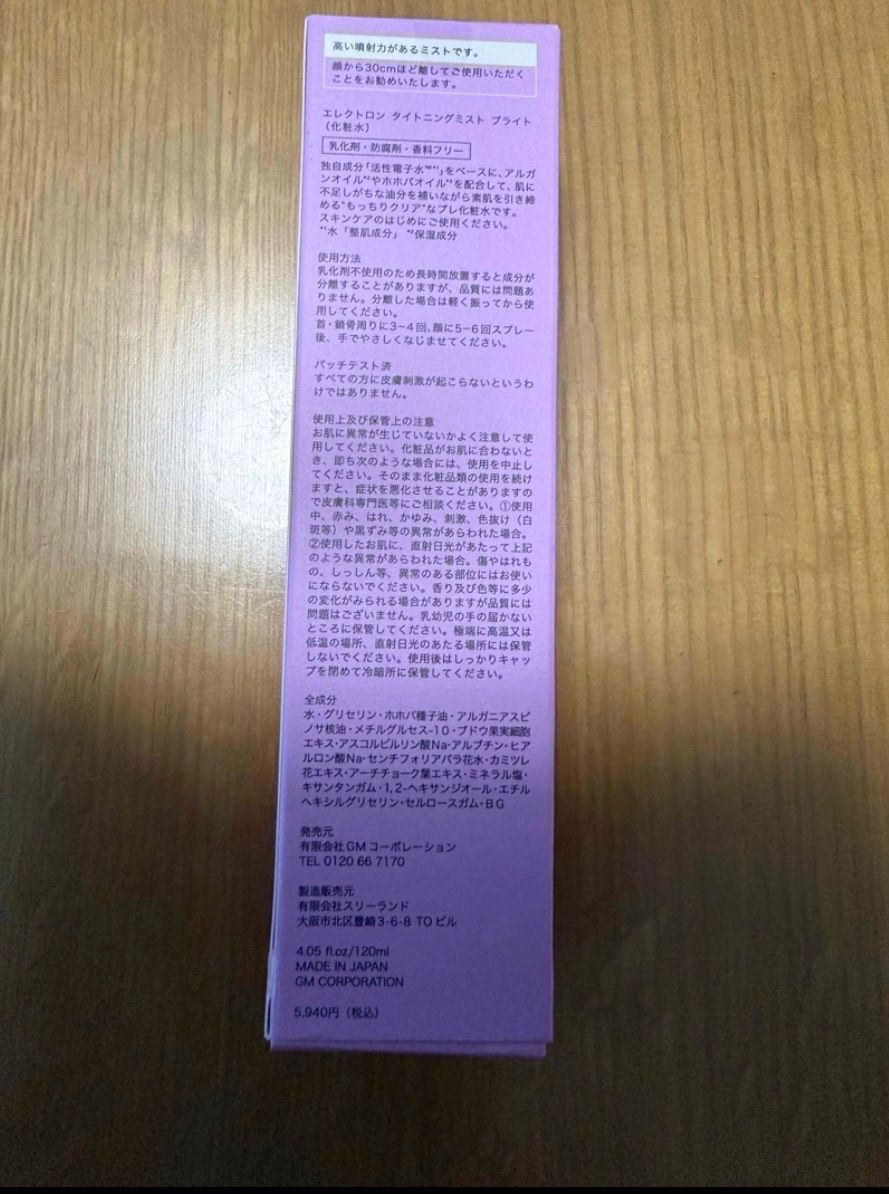 高い噴射力があるミストです。
顔から30cmほど離してご使用いただく
ことをお勧めいたします。
エレクトロン タイトニングミスト ブライト
（化粧水）
乳化剤・防腐剤・香料フリー
独自成分「活性電子水™*¹」をベースに、アルガ
ンオイル*²やホホバオイル*²を配合して、肌に
不足しがちな油分を補いながら素肌を引き締
める"もっちりクリア"なプレ化粧水です。
スキンケアのはじめにご使用ください。
*¹水「整肌成分」 *²保湿成分
使用方法
乳化剤不使用のため長時間放置すると成分が
分離することがありますが、品質には問題あ
りません。分離した場合は軽く振ってから使
用してください。
首・鎖骨周りに3−4回、顔に5−6回スプレー
後、手でやさしくなじませてください。
パッチテスト済
すべての方に皮膚刺激が起こらないというわ
けではありません。
使用上及び保管上の注意
お肌に異常が生じていないかよく注意して使
用してください。化粧品がお肌に合わないと
き、即ち次のような場合には、使用を中止し
てください。そのまま化粧品類の使用を続け
ますと、症状を悪化させることがありますの
で皮膚科専門医等にご相談ください。①使用
中、赤み、はれ、かゆみ、刺激、色抜け（白
斑等）や黒ずみ等の異常があらわれた場合。
②使用したお肌に、直射日光があたって上記
のような異常があらわれた場合。傷やはれも
の、しっしん等、異常のある部位にはお使い
にならないでください。香り及び色等に多少
の変化がみられる場合がありますが品質には
問題はございません。乳幼児の手の届かない
ところに保管してください。極端に高温又は
低温の場所、直射日光のあたる場所には保管
しないでください。使用後はしっかりキャッ
プを閉めて冷暗所に保管してください。
全成分
水・グリセリン・ホホバ種子油・アルガニアスピ
ノサ核油・メチルグルセス-10・ブドウ果実細胞
エキス・アスコルビルリン酸Na・アルブチン・ヒア
ルロン酸Na・センチフォリアバラ花水・カミツレ
花エキス・アーチチョーク葉エキス・ミネラル塩・
キサンタンガム・1,2-ヘキサンジオール・エチル
ヘキシルグリセリン・セルロースガム・BG
発売元
有限会社GMコーポレーション
TEL 0120 66 7170
製造販売元
有限会社スリーランド
大阪市北区豊崎3-6-8 TOビル
4.05 fl.oz/120ml
MADE IN JAPAN
GM CORPORATION
5,940円（税込）